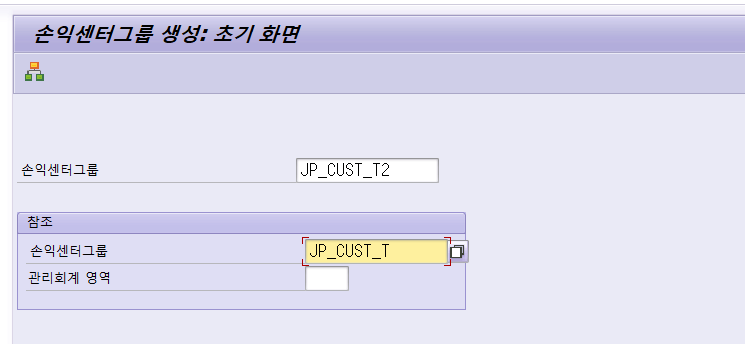 손익센터그룹 생성: 초기 화면
손익센터그룹 JP_CUST_T2
참조
손익센터그룹 JP_CUST_T
관리회계 영역